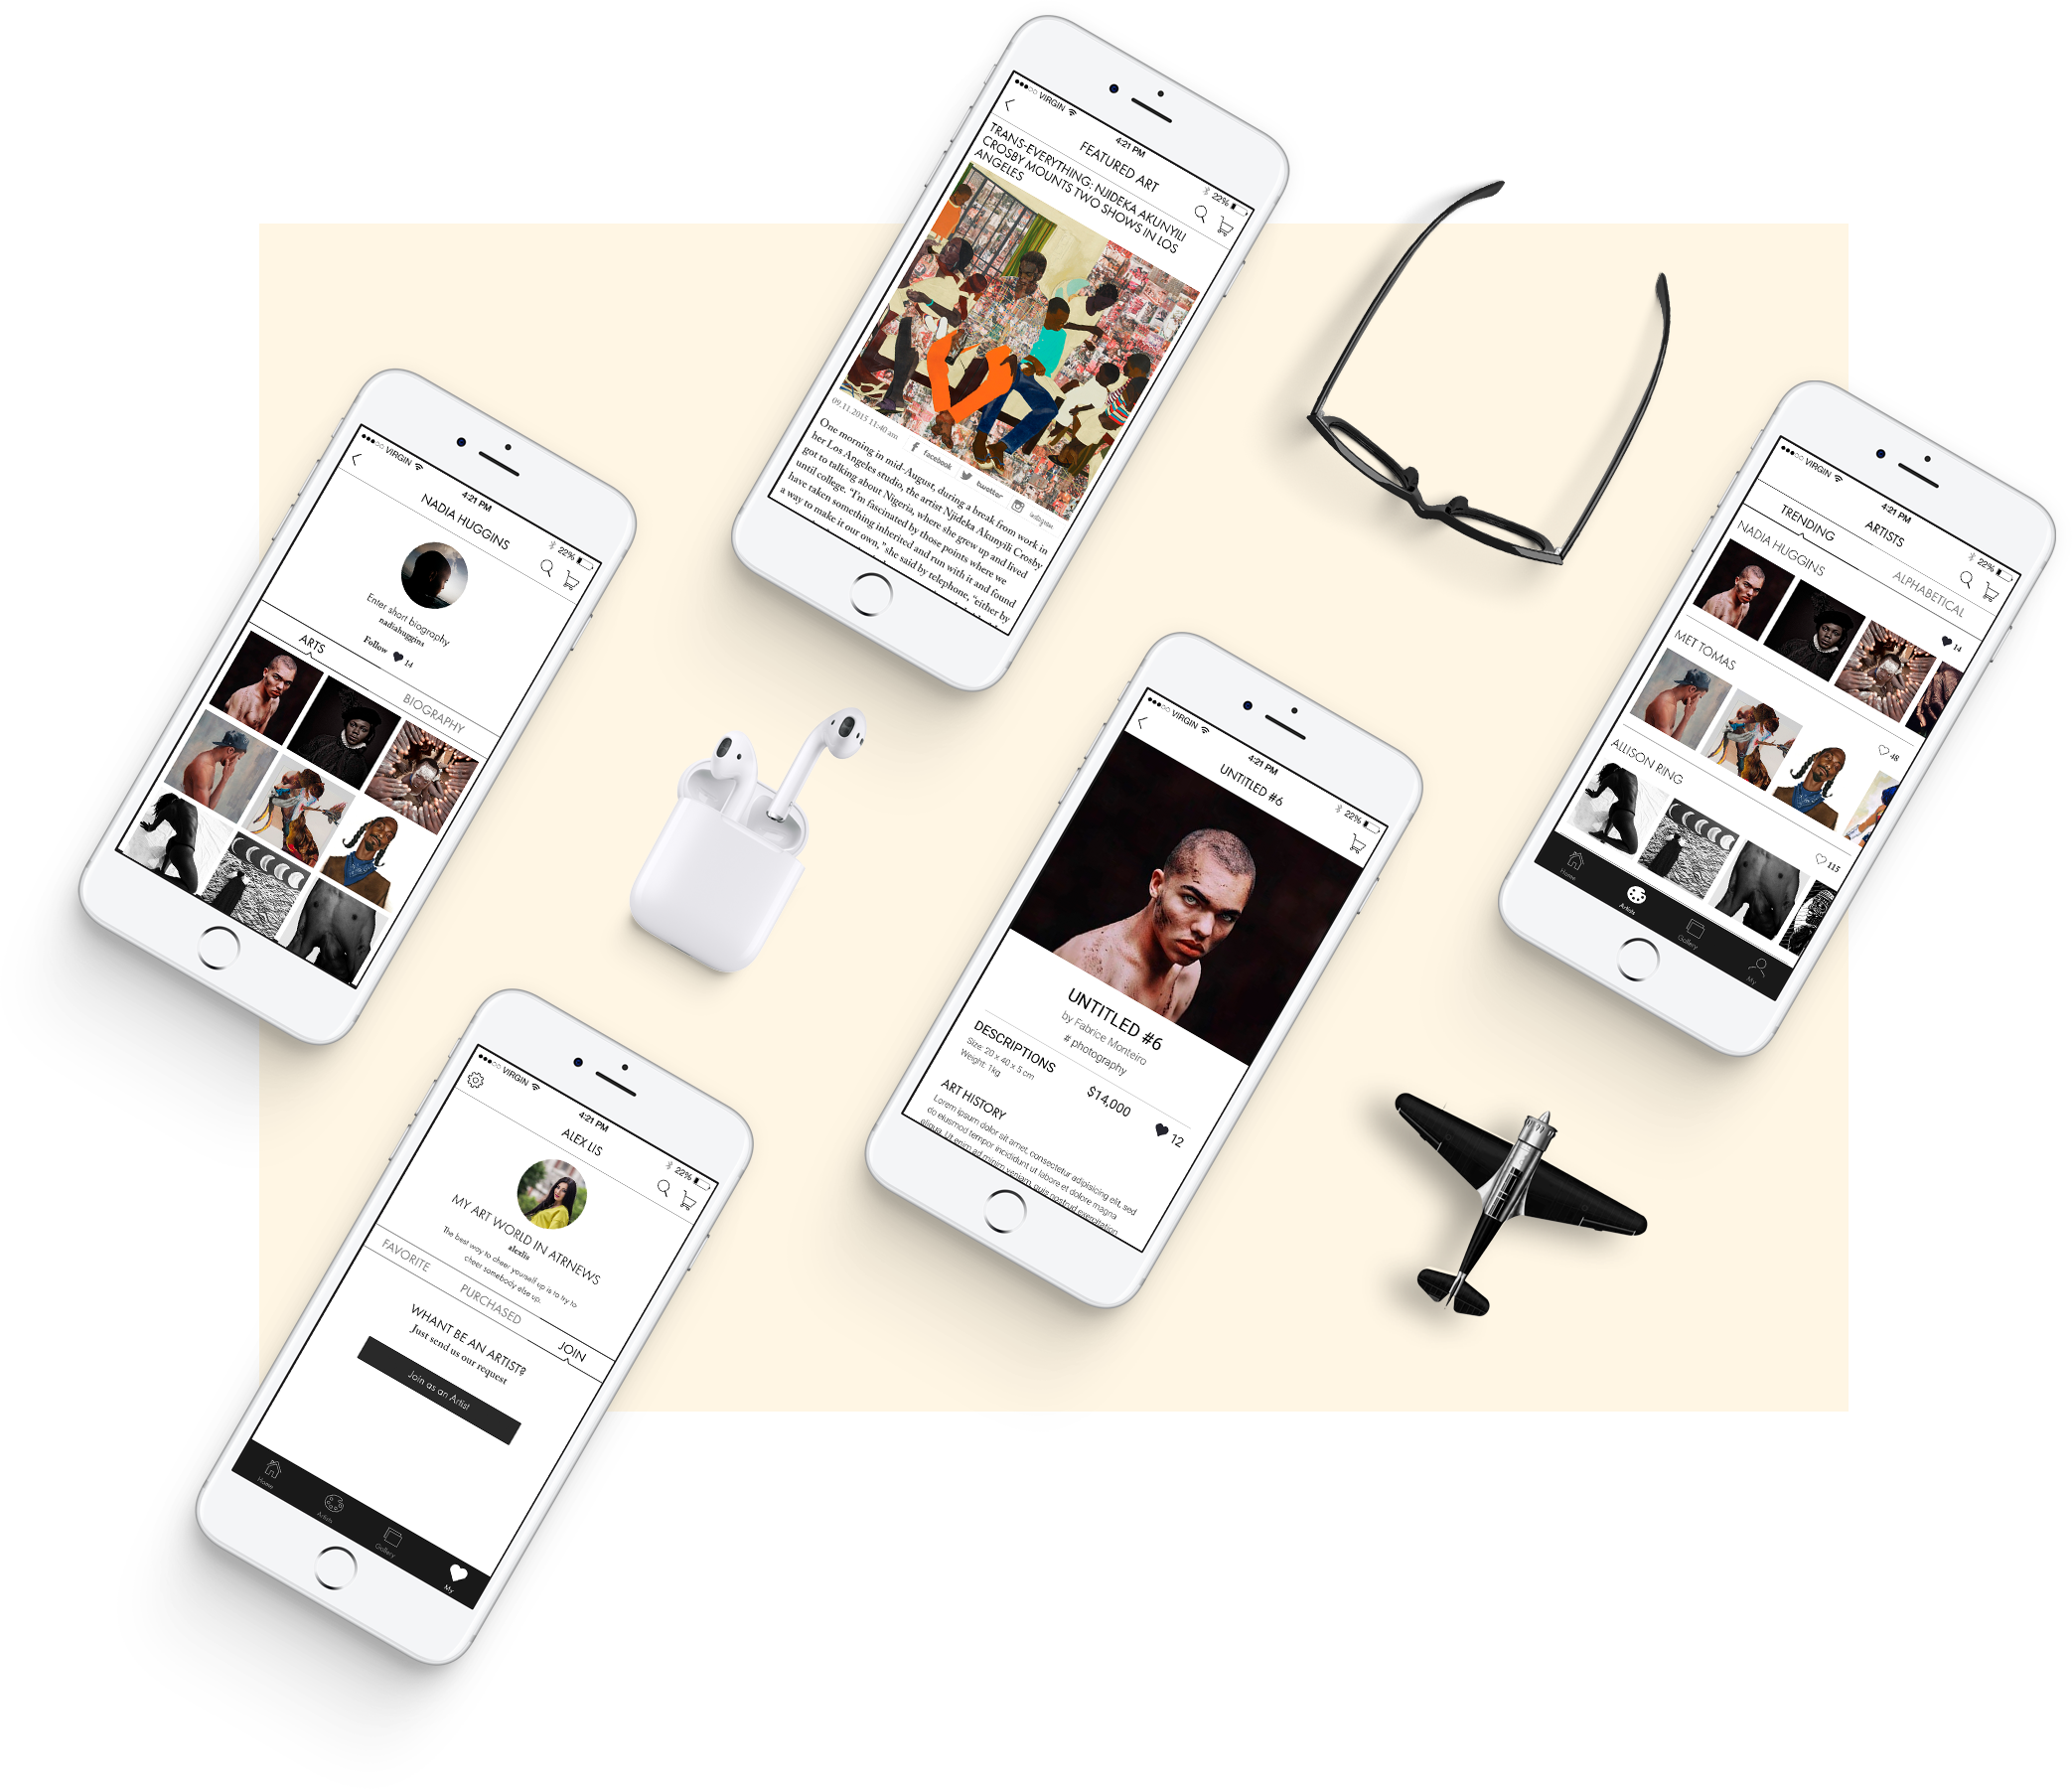 VIRGIN
4:21 PM
22%
FEATURED ART
TRANS-EVERYTHING: NJIDEKA AKUNYILI
CROSBY MOUNTS TWO SHOWS IN LOS
ANGELES
09.11.2015 11:40 am
facebook
twetter
One morning in mid-August, during a break from work in
her Los Angeles studio, the artist Njideka Akunyili Crosby
got to talking about Nigeria, where she grew up and lived
until college. "I'm fascinated by those points where we
have taken something inherited and run with it and found
a way to make it our own," she said by telephone, "either by
VIRGIN
4:21 PM
22%
NADIA HUGGINS
Enter short biography
nadiahuggins
Follow 14
ARTS
BIOGRAPHY
VIRGIN
4:21 PM
22%
ARTISTS
TRENDING
ALPHABETICAL
NADIA HUGGINS
14
MET TOMAS
48
ALLISON RING
115
Home
Artists
Gallery
My
VIRGIN
4:21 PM
22%
UNTITLED #6
UNTITLED #6
by Fabrice Monteiro
# photography
DESCRIPTIONS
Size: 20 x 40 x 5 cm
Weight: 1kg
$14,000
12
ART HISTORY
Lorem ipsum dolor sit amet, consectetur adipisicing elit, sed
do eiusmod tempor incididunt ut labore et dolore magna
aliqua. Ut enim ad minim veniam, quis nostrud exercitation
VIRGIN
4:21 PM
22%
ALEX LIS
MY ART WORLD IN ATRNEWS
alexlis
The best way to cheer yourself up is to try to
cheer somebody else up.
FAVORITE
PURCHASED
JOIN
WHANT BE AN ARTIST?
Just send us our request
Join as an Artist
Home
Artists
Gallery
My